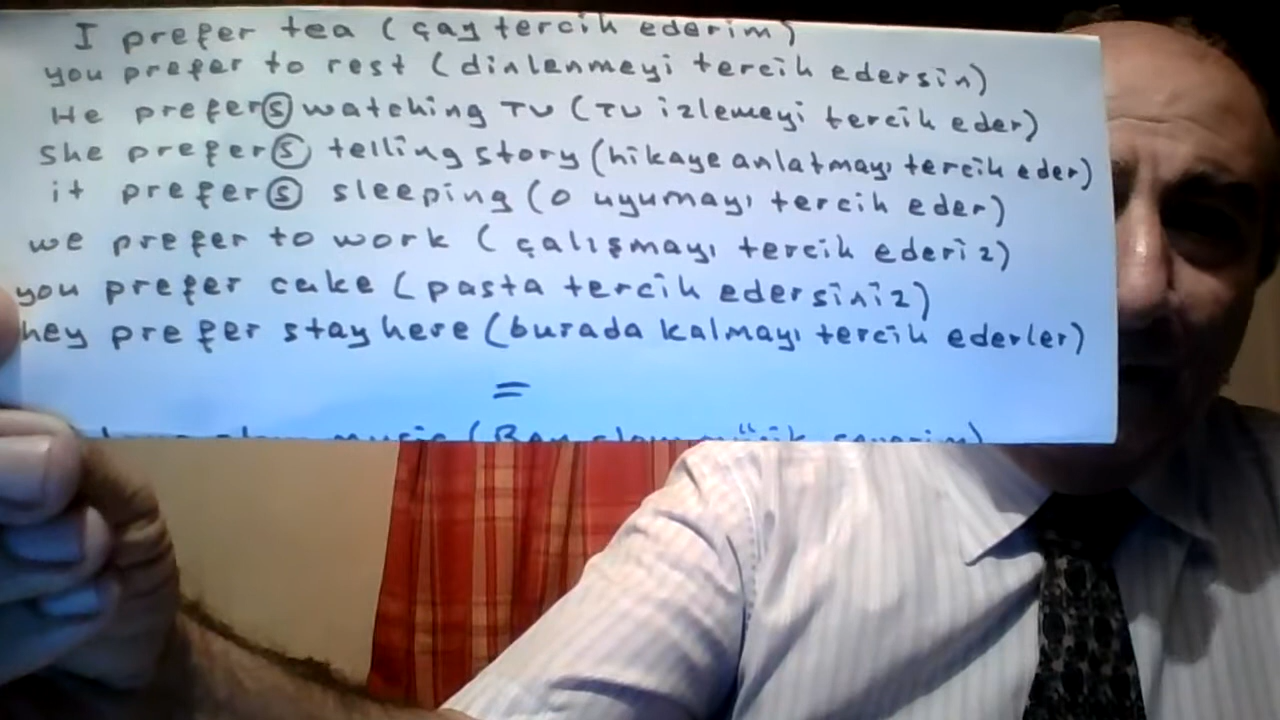 I prefer tea (çay tercih ederim)
you prefer to rest (dinlenmeyi tercih edersin)
He prefers watching TV (TV izlemeyi tercih eder)
She prefers telling story (hikaye anlatmayı tercih eder)
it prefers sleeping (o uyumayı tercih eder)
we prefer to work (çalışmayı tercih ederiz)
you prefer cake (pasta tercih edersiniz)
hey prefer stay here (burada kalmayı tercih ederler)
=
music (Ben